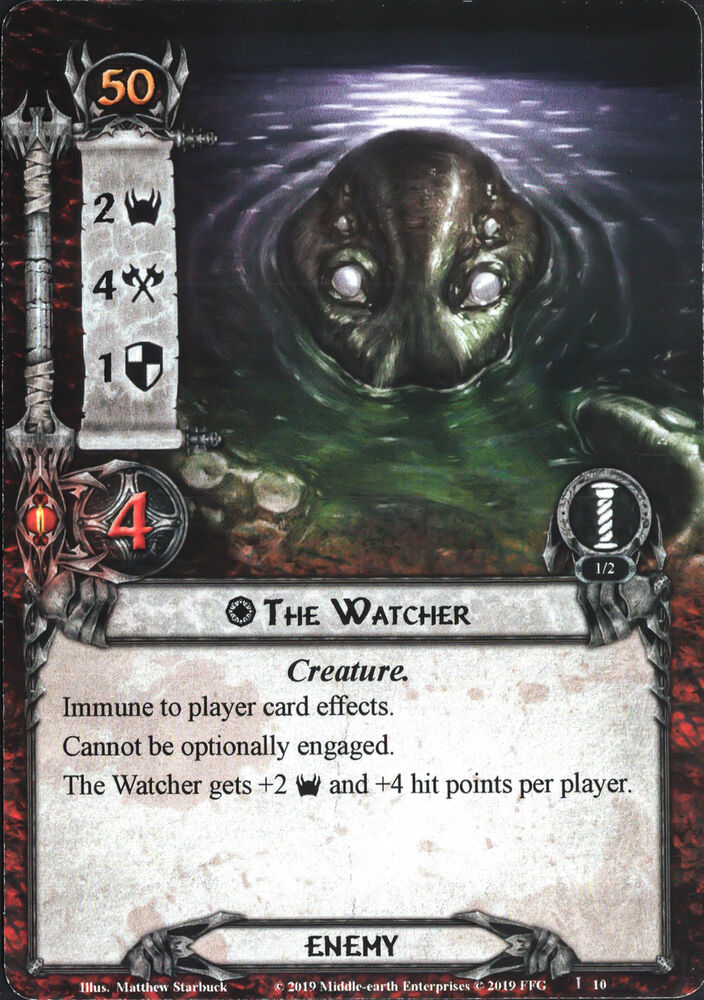 50
2
4
1
4
1/2
The Watcher
Creature.
Immune to player card effects.
Cannot be optionally engaged.
The Watcher gets +2 and +4 hit points per player.
ENEMY
Illus. Matthew Starbuck © 2019 Middle-earth Enterprises © 2019 FFG 10